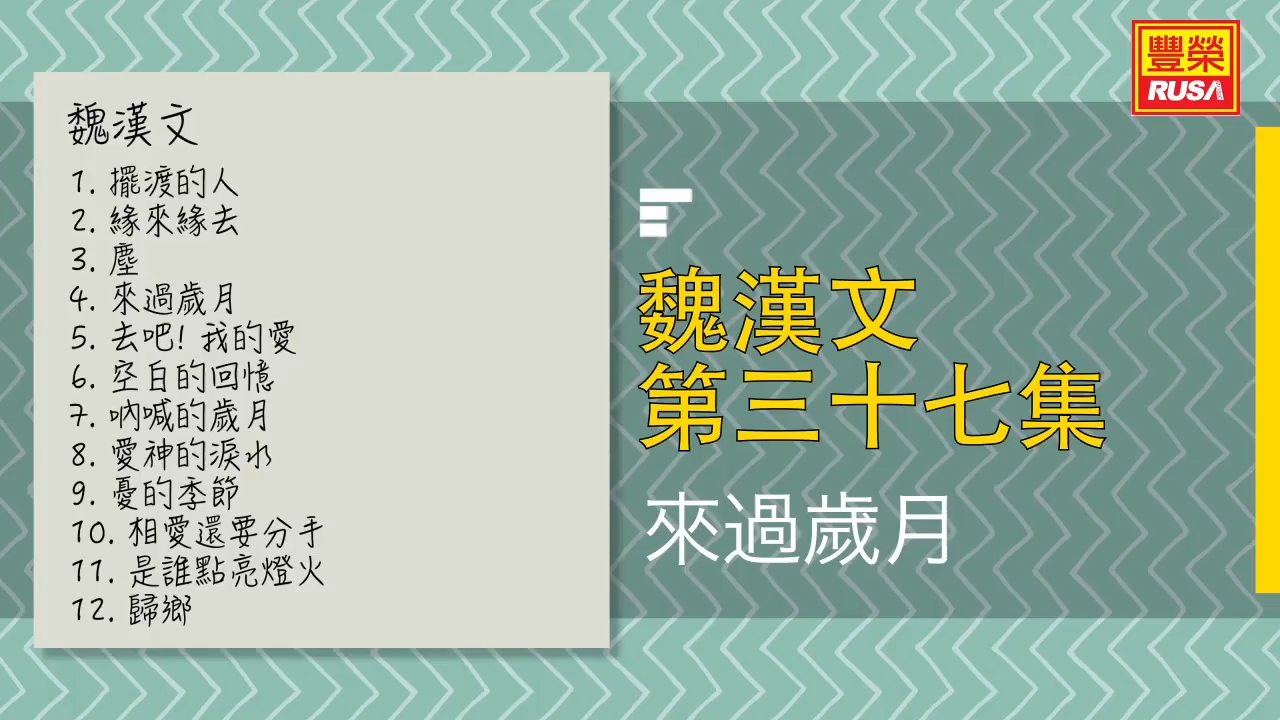 魏漢文
1. 擺渡的人
2. 緣來緣去
3. 塵
4. 來過歲月
5. 去吧! 我的愛
6. 空白的回憶
7. 吶喊的歲月
8. 愛神的淚水
9. 憂的季節
10. 相愛還要分手
11. 是誰點亮燈火
12. 歸鄉
豐榮
RUSA
魏漢文
第三十七集
來過歲月